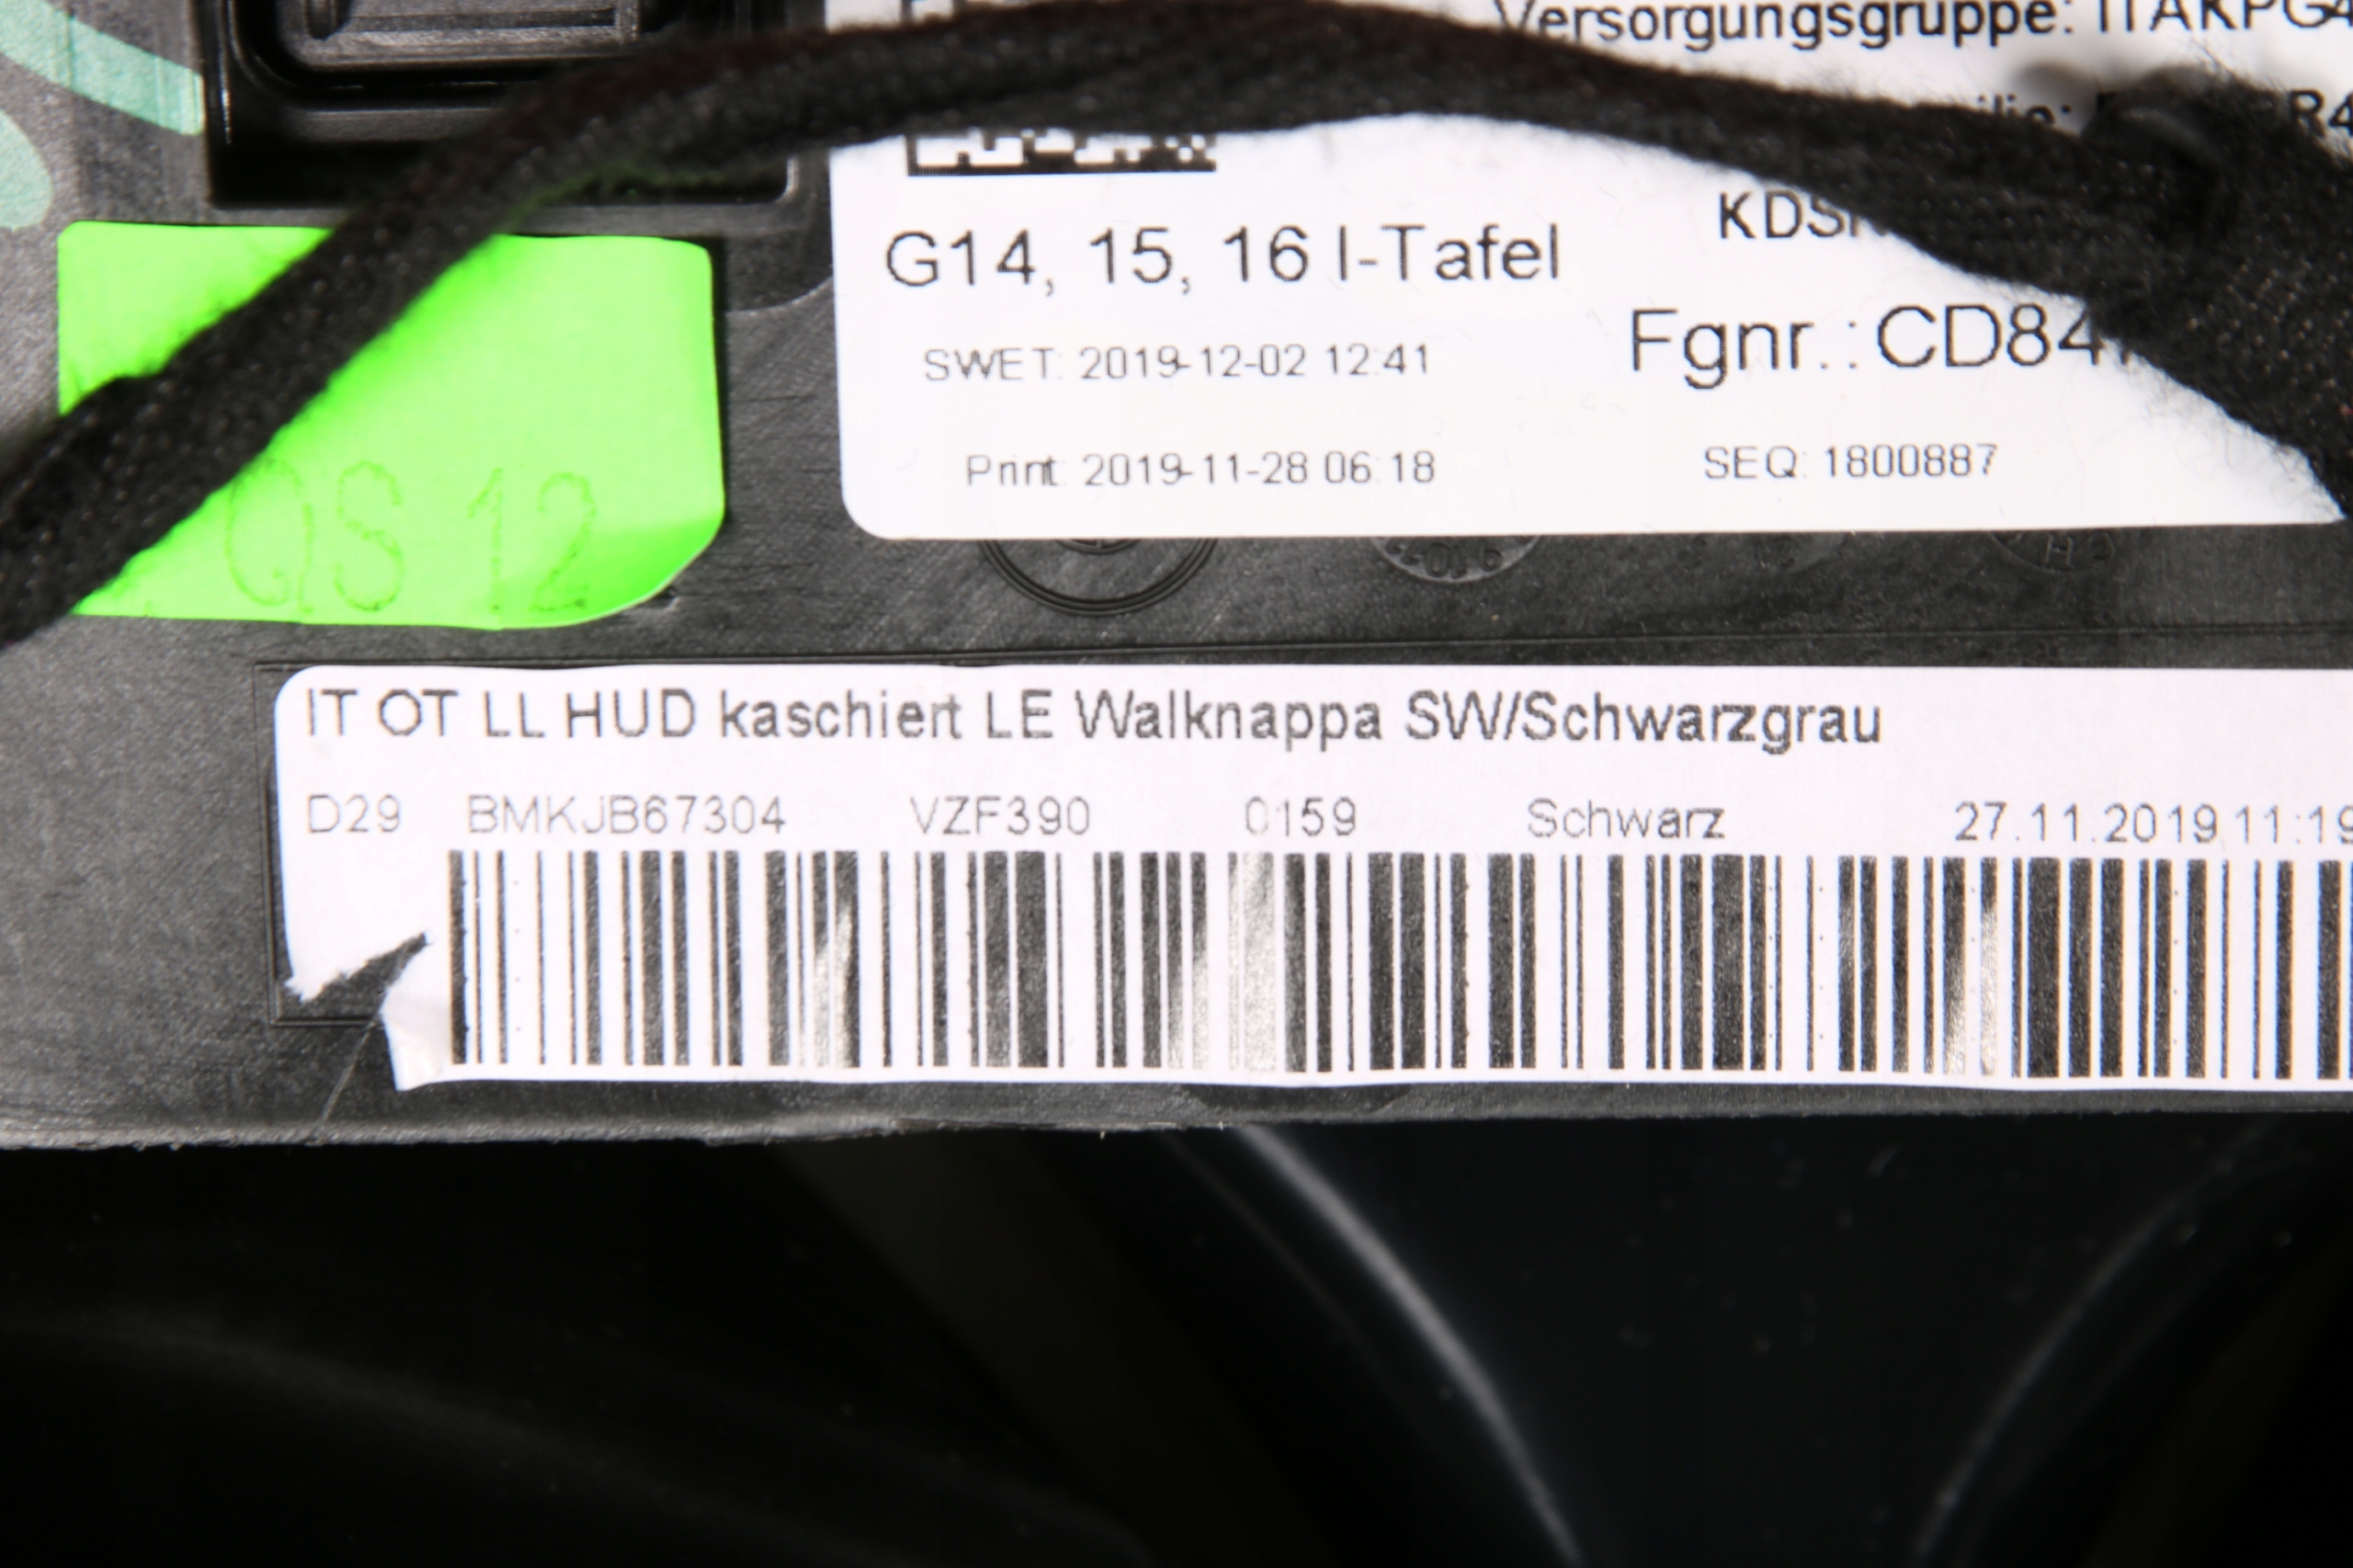 Versorgungsgruppe: ITAKPG4
G14, 15, 16 I-Tafel
SWET: 2019-12-02 12:41
Fgnr.: CD84
Print: 2019-11-28 06:18
SEQ: 1800887
QS 12
IT OT LL HUD kaschiert LE Walknappa SW/Schwarzgrau
D29 BMKJB67304 VZF390 0159 Schwarz 27.11.2019 11:19